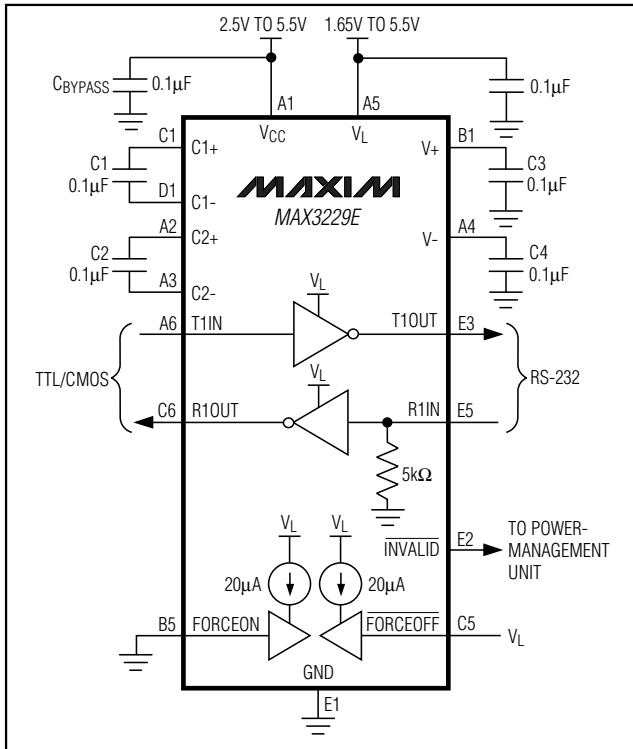 2.5V TO 5.5V 1.65V TO 5.5V
CBYPASS 0.1µF 0.1µF
A1 A5
VCC VL
C1 C1+ V+ B1
C1 0.1µF C3 0.1µF
D1 C1-
MAXIM
MAX3229E
A2 C2+ V- A4
C2 0.1µF C4 0.1µF
A3 C2-
VL
A6 T1IN T1OUT E3
TTL/CMOS RS-232
VL
C6 R1OUT R1IN E5
5kΩ
VL VL
INVALID E2 TO POWER-
MANAGEMENT
UNIT
20µA 20µA
B5 FORCEON FORCEOFF C5 VL
GND
E1